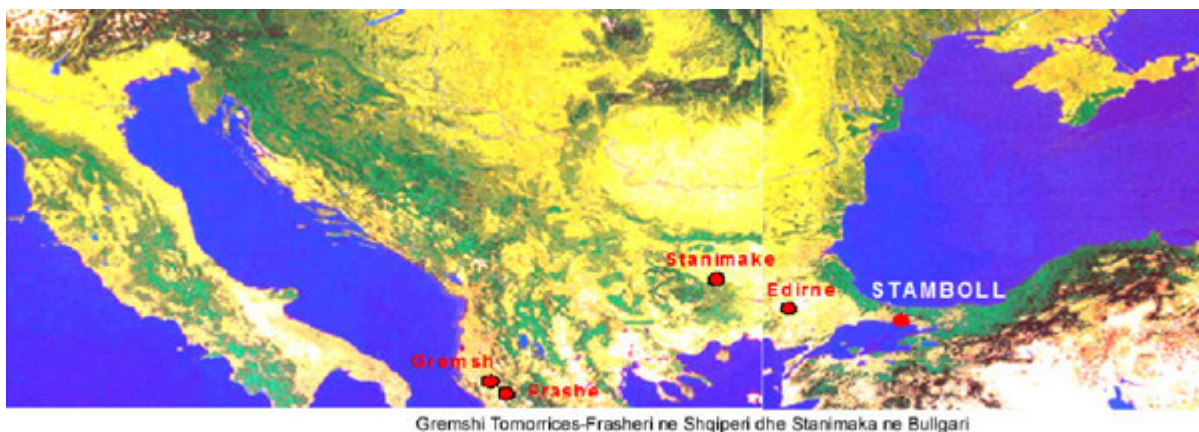 Stanimake
Edirne
STAMBOLL
Gremsh
Frashe
Gremshi Tomorrices-Frasheri ne Shqiperi dhe Stanimaka ne Bullgari